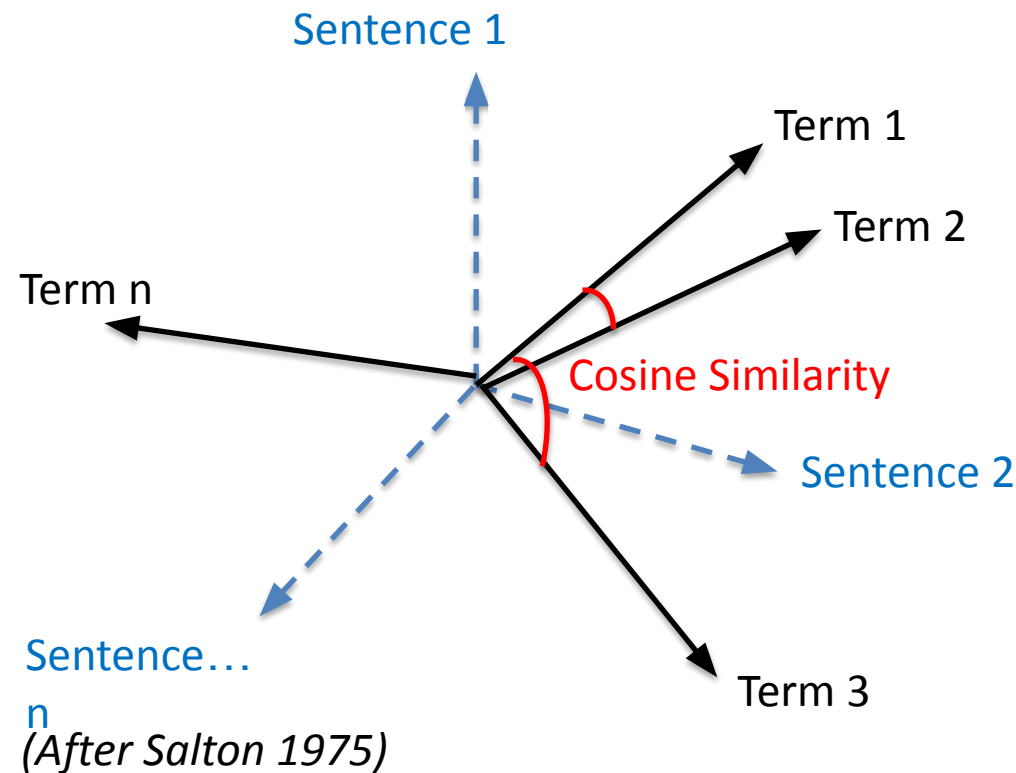 Sentence 1
Term 1
Term 2
Term n
Cosine Similarity
Sentence 2
Sentence…
n
Term 3
(After Salton 1975)